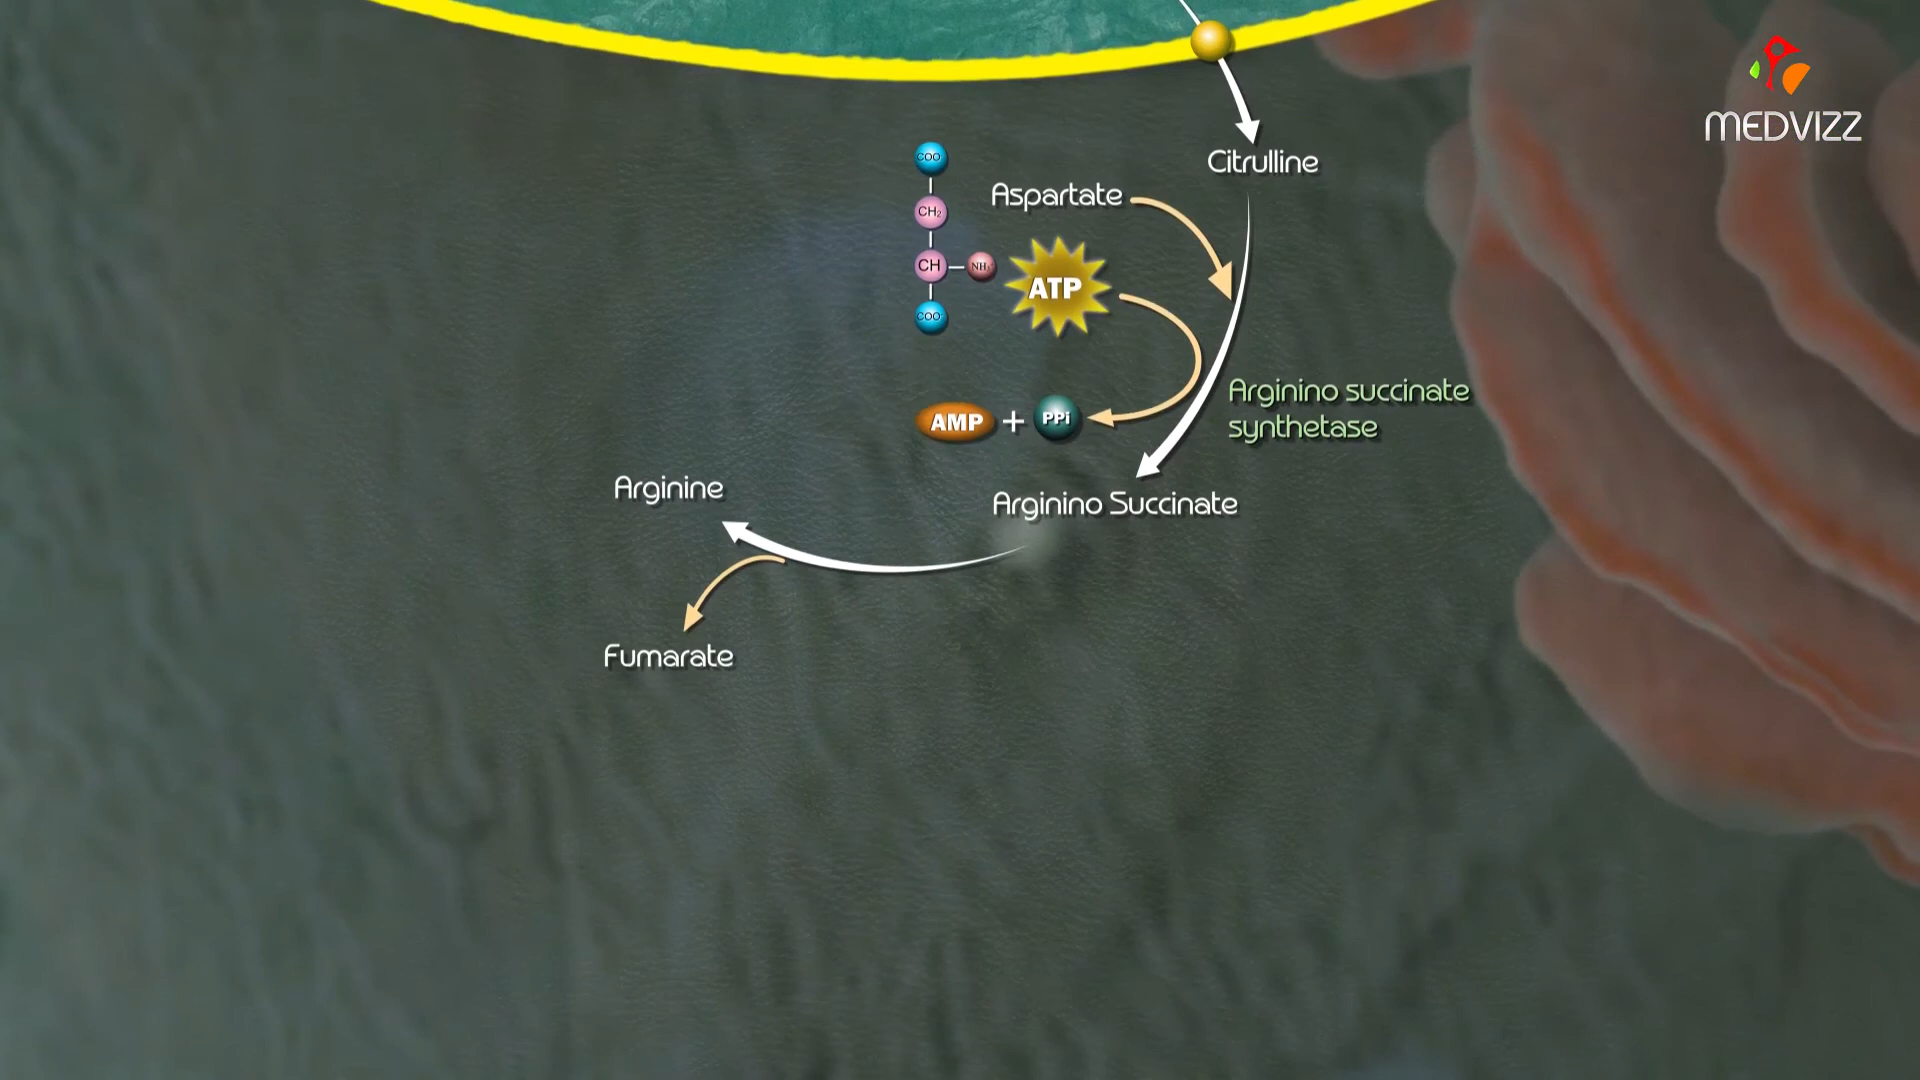 MEDVIZZ
Citrulline
COO
Aspartate
CH₂
CH
NH₃
ATP
COO⁻
Arginino succinate
synthetase
AMP + PPi
Arginine
Arginino Succinate
Fumarate